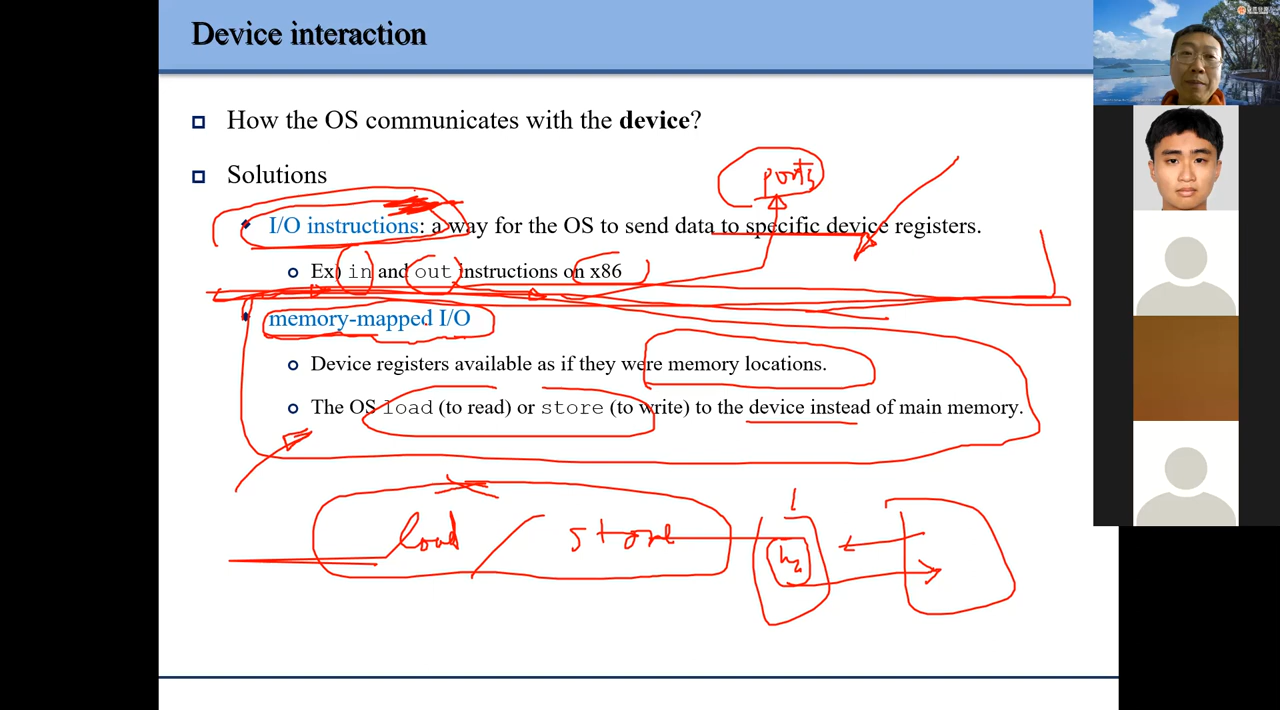 Device interaction
How the OS communicates with the device?
Solutions
ports
I/O instructions: a way for the OS to send data to specific device registers.
Ex) in and out instructions on x86
memory-mapped I/O
Device registers available as if they were memory locations.
The OS load (to read) or store (to write) to the device instead of main memory.
load / store